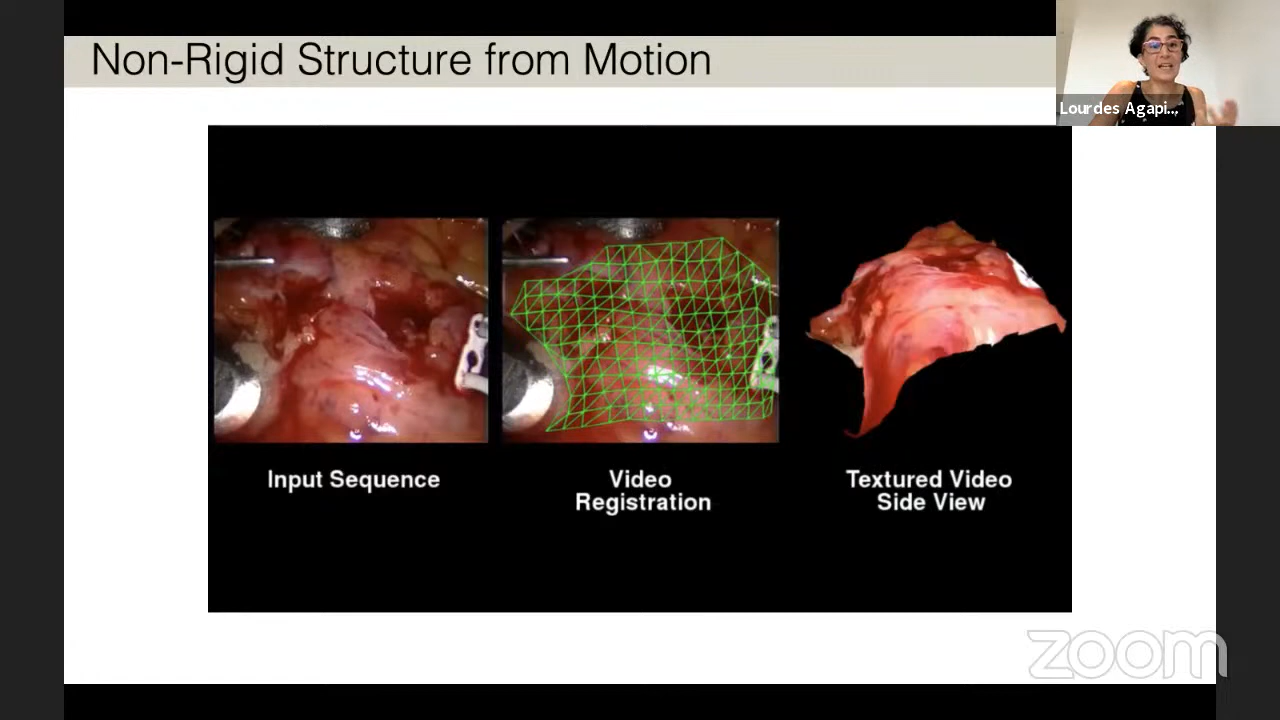 Non-Rigid Structure from Motion
Lourdes Agapi...
Input Sequence
Video
Registration
Textured Video
Side View
zoom